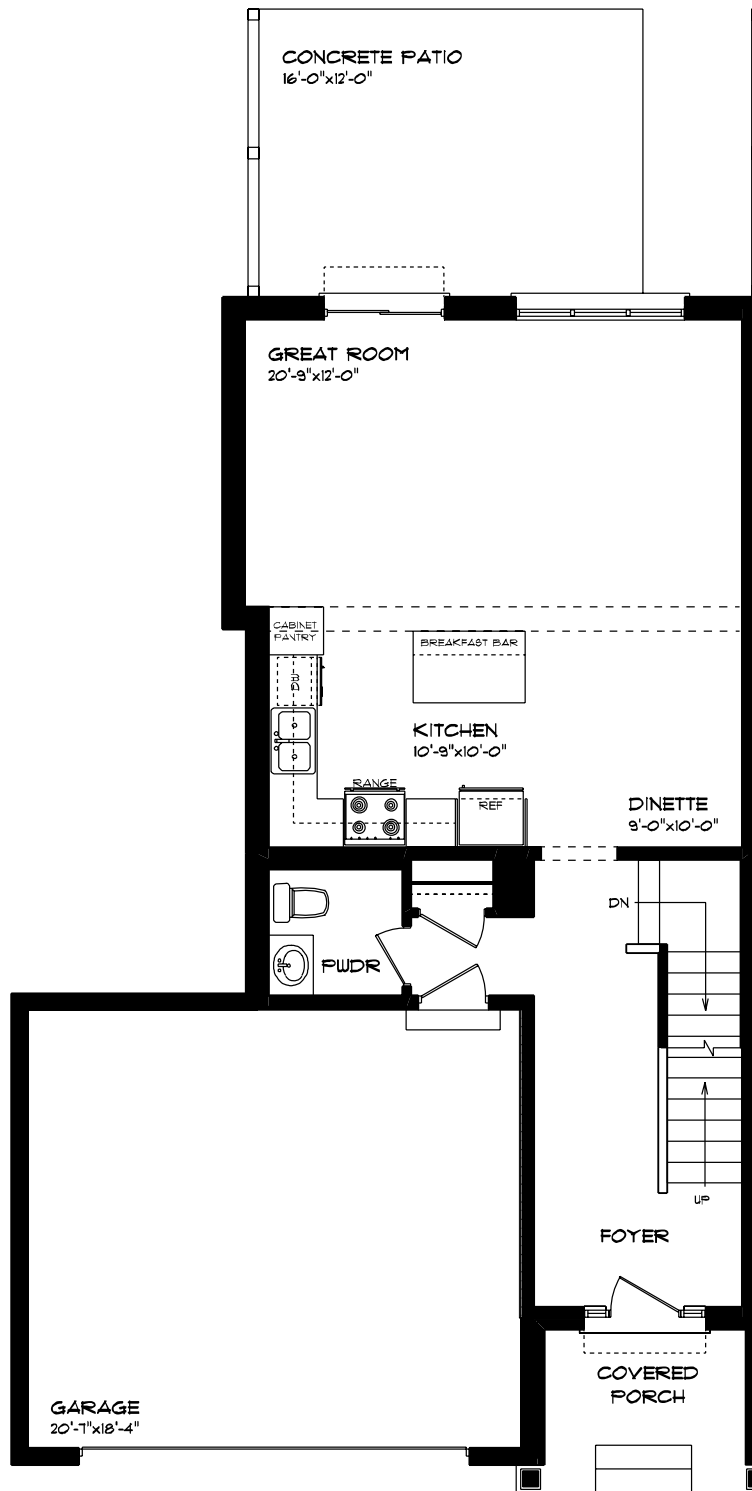 CONCRETE PATIO
16'-0"x12'-0"
GREAT ROOM
20'-9"x12'-0"
CABINET
PANTRY
BREAKFAST BAR
DW
KITCHEN
10'-9"x10'-0"
RANGE
REF
DINETTE
9'-0"x10'-0"
DN
PWDR
UP
FOYER
COVERED
PORCH
GARAGE
20'-7"x18'-4"